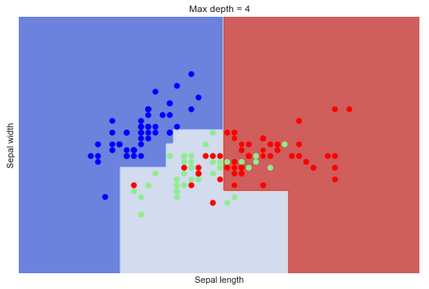 Max depth = 4
Sepal width
Sepal length